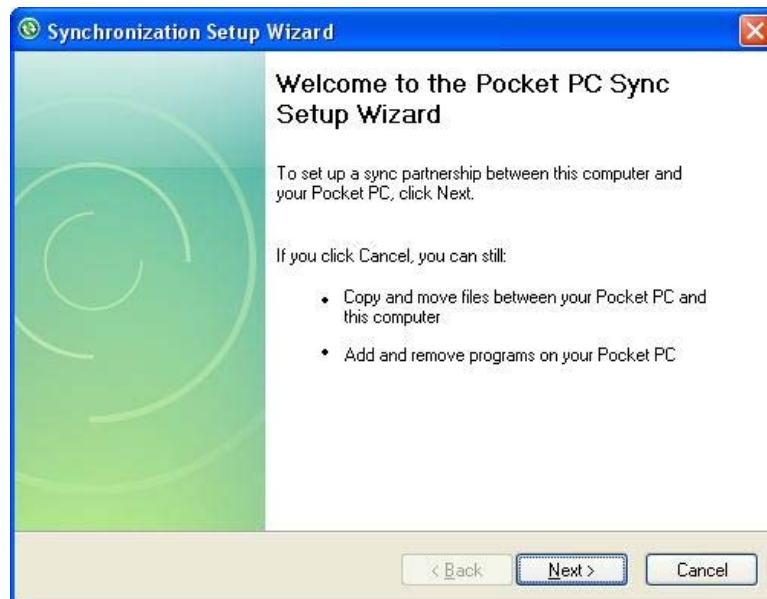 Synchronization Setup Wizard
Welcome to the Pocket PC Sync
Setup Wizard
To set up a sync partnership between this computer and
your Pocket PC, click Next.
If you click Cancel, you can still:
• Copy and move files between your Pocket PC and
this computer
• Add and remove programs on your Pocket PC
< Back Next > Cancel